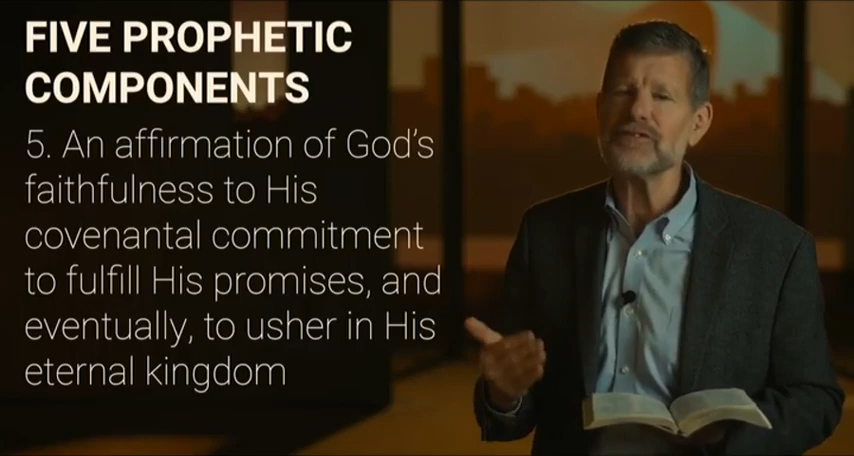 FIVE PROPHETIC
COMPONENTS
5. An affirmation of God's
faithfulness to His
covenantal commitment
to fulfill His promises, and
eventually, to usher in His
eternal kingdom